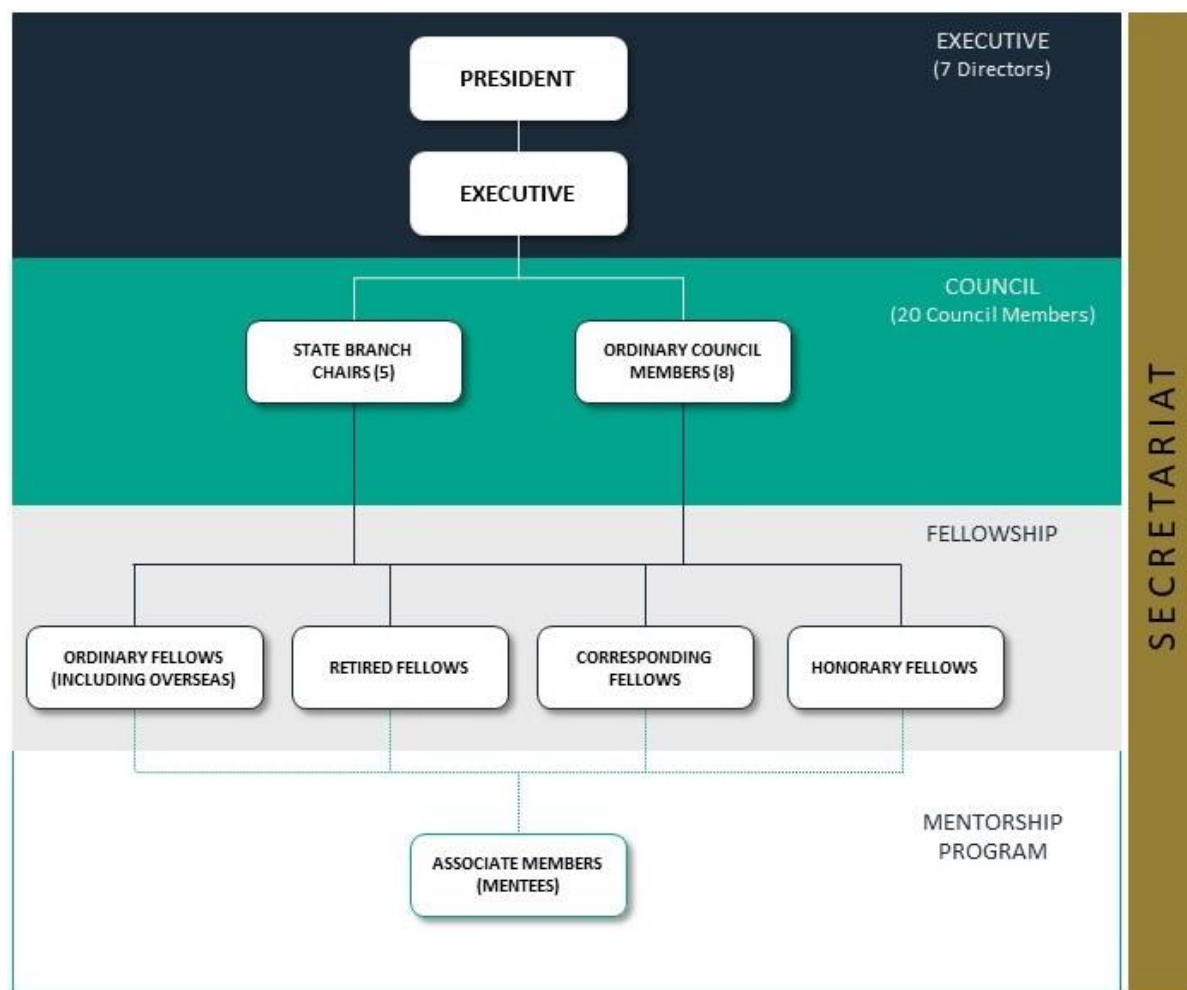 EXECUTIVE
(7 Directors)
PRESIDENT
EXECUTIVE
COUNCIL
(20 Council Members)
STATE BRANCH
CHAIRS (5)
ORDINARY COUNCIL
MEMBERS (8)
FELLOWSHIP
ORDINARY FELLOWS
(INCLUDING OVERSEAS)
RETIRED FELLOWS
CORRESPONDING
FELLOWS
HONORARY FELLOWS
MENTORSHIP
PROGRAM
ASSOCIATE MEMBERS
(MENTEES)
SECRETARIAT